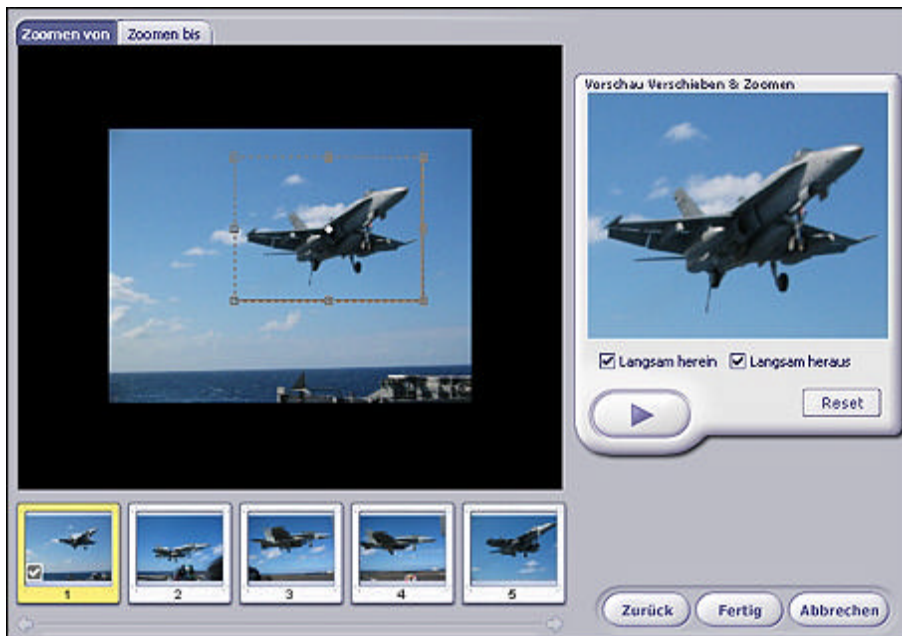 Zoomen von Zoomen bis
Vorschau Verschieben & Zoomen
Langsam herein Langsam heraus
Reset
1 2 3 4 5
Zurück Fertig Abbrechen